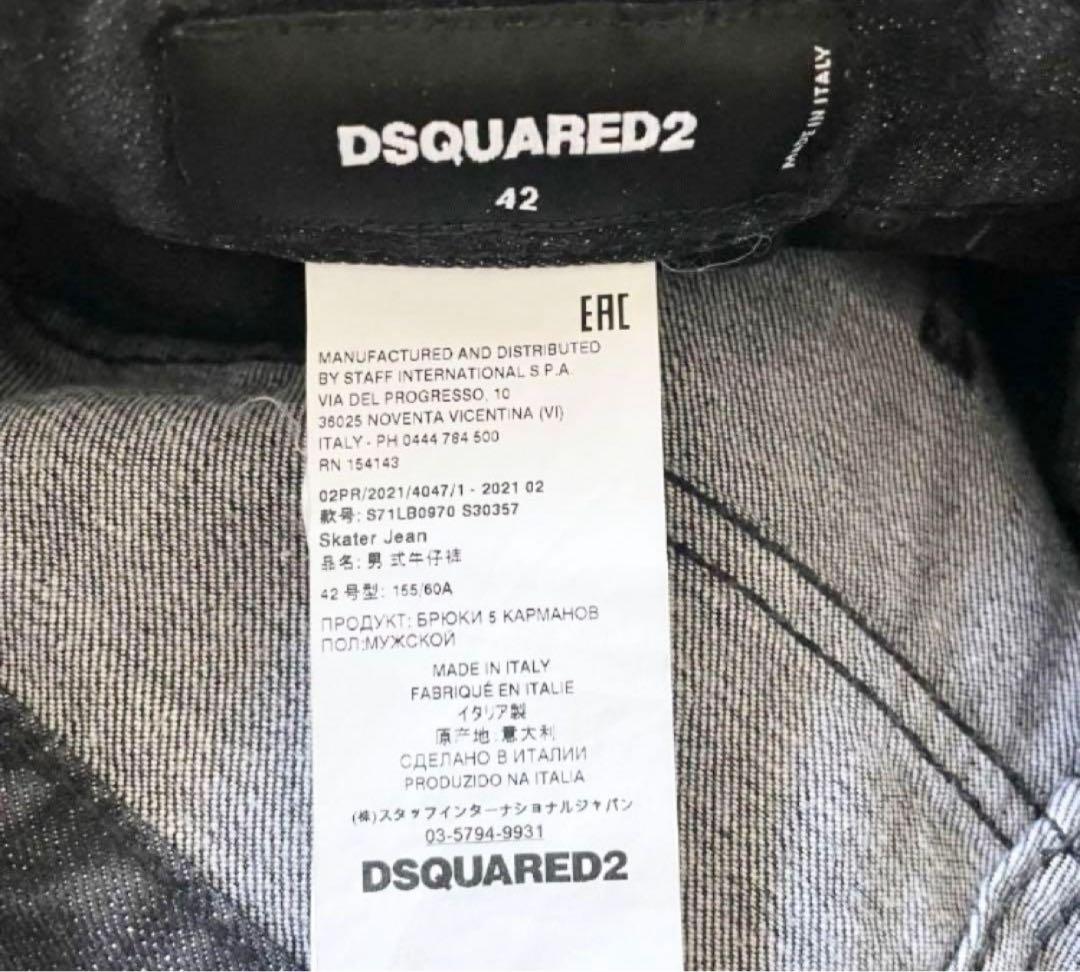 DSQUARED2
42
MADE IN ITALY
EAC
MANUFACTURED AND DISTRIBUTED
BY STAFF INTERNATIONAL S.P.A.
VIA DEL PROGRESSO, 10
36025 NOVENTA VICENTINA (VI)
ITALY - PH 0444 784 500
RN 154143
02PR/2021/4047/1 - 2021 02
款号: S71LB0970 S30357
Skater Jean
品名: 男 式牛仔裤
42 号型: 155/60A
ПРОДУКТ: БРЮКИ 5 КАРМАНОВ
ПОЛ:МУЖСКОЙ
MADE IN ITALY
FABRIQUÉ EN ITALIE
イタリア製
原产地:意大利
СДЕЛАНО В ИТАЛИИ
PRODUZIDO NA ITALIA
(株)スタッフインターナショナルジャパン
03-5794-9931
DSQUARED2